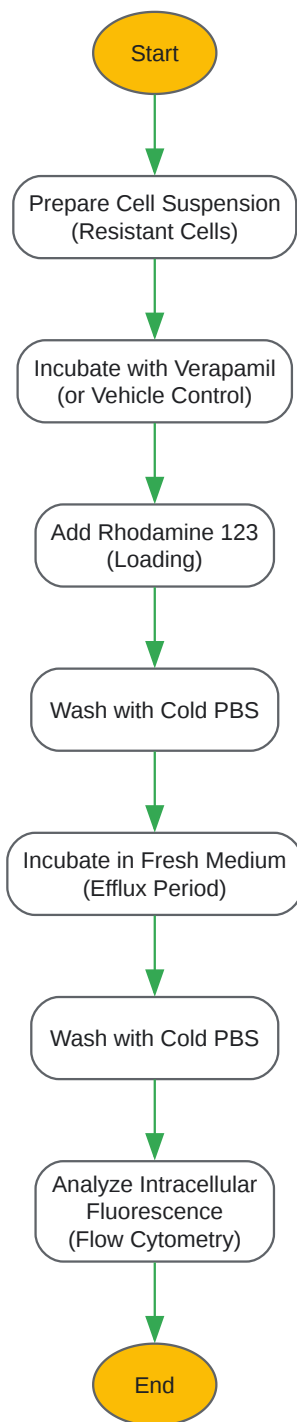 Start
Prepare Cell Suspension
(Resistant Cells)
Incubate with Verapamil
(or Vehicle Control)
Add Rhodamine 123
(Loading)
Wash with Cold PBS
Incubate in Fresh Medium
(Efflux Period)
Wash with Cold PBS
Analyze Intracellular
Fluorescence
(Flow Cytometry)
End